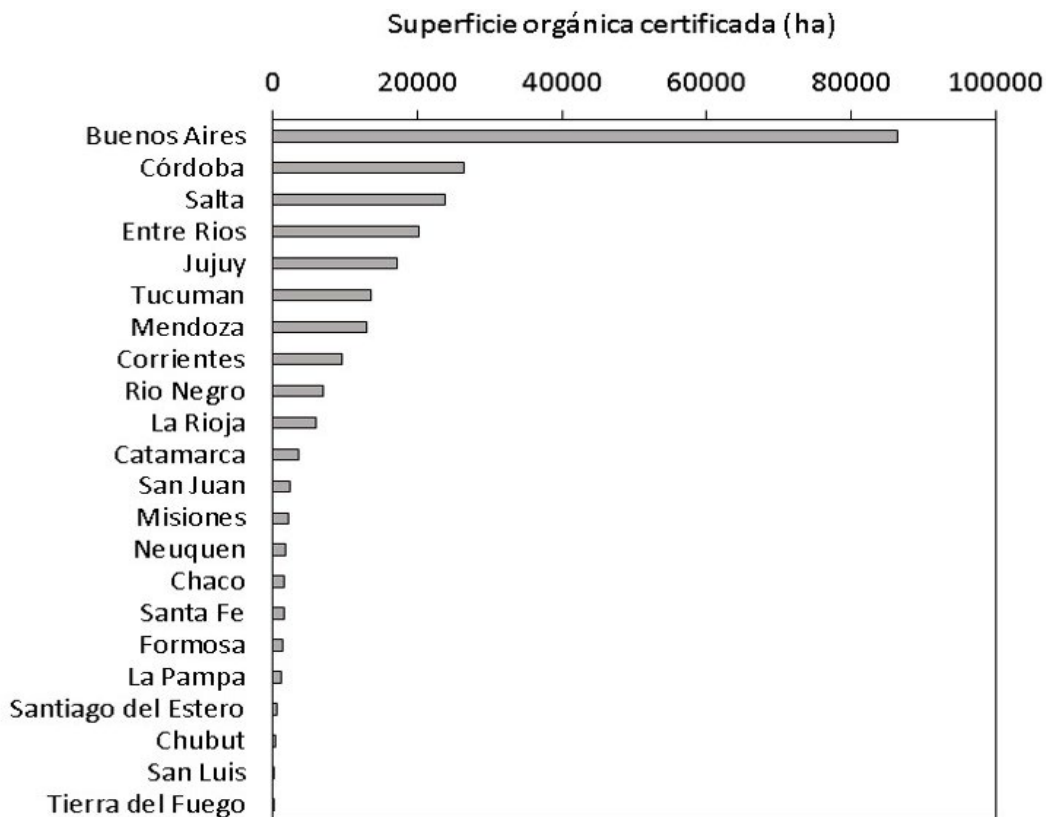 Superficie orgánica certificada (ha)
0 20000 40000 60000 80000 100000
Buenos Aires
Córdoba
Salta
Entre Rios
Jujuy
Tucuman
Mendoza
Corrientes
Rio Negro
La Rioja
Catamarca
San Juan
Misiones
Neuquen
Chaco
Santa Fe
Formosa
La Pampa
Santiago del Estero
Chubut
San Luis
Tierra del Fuego